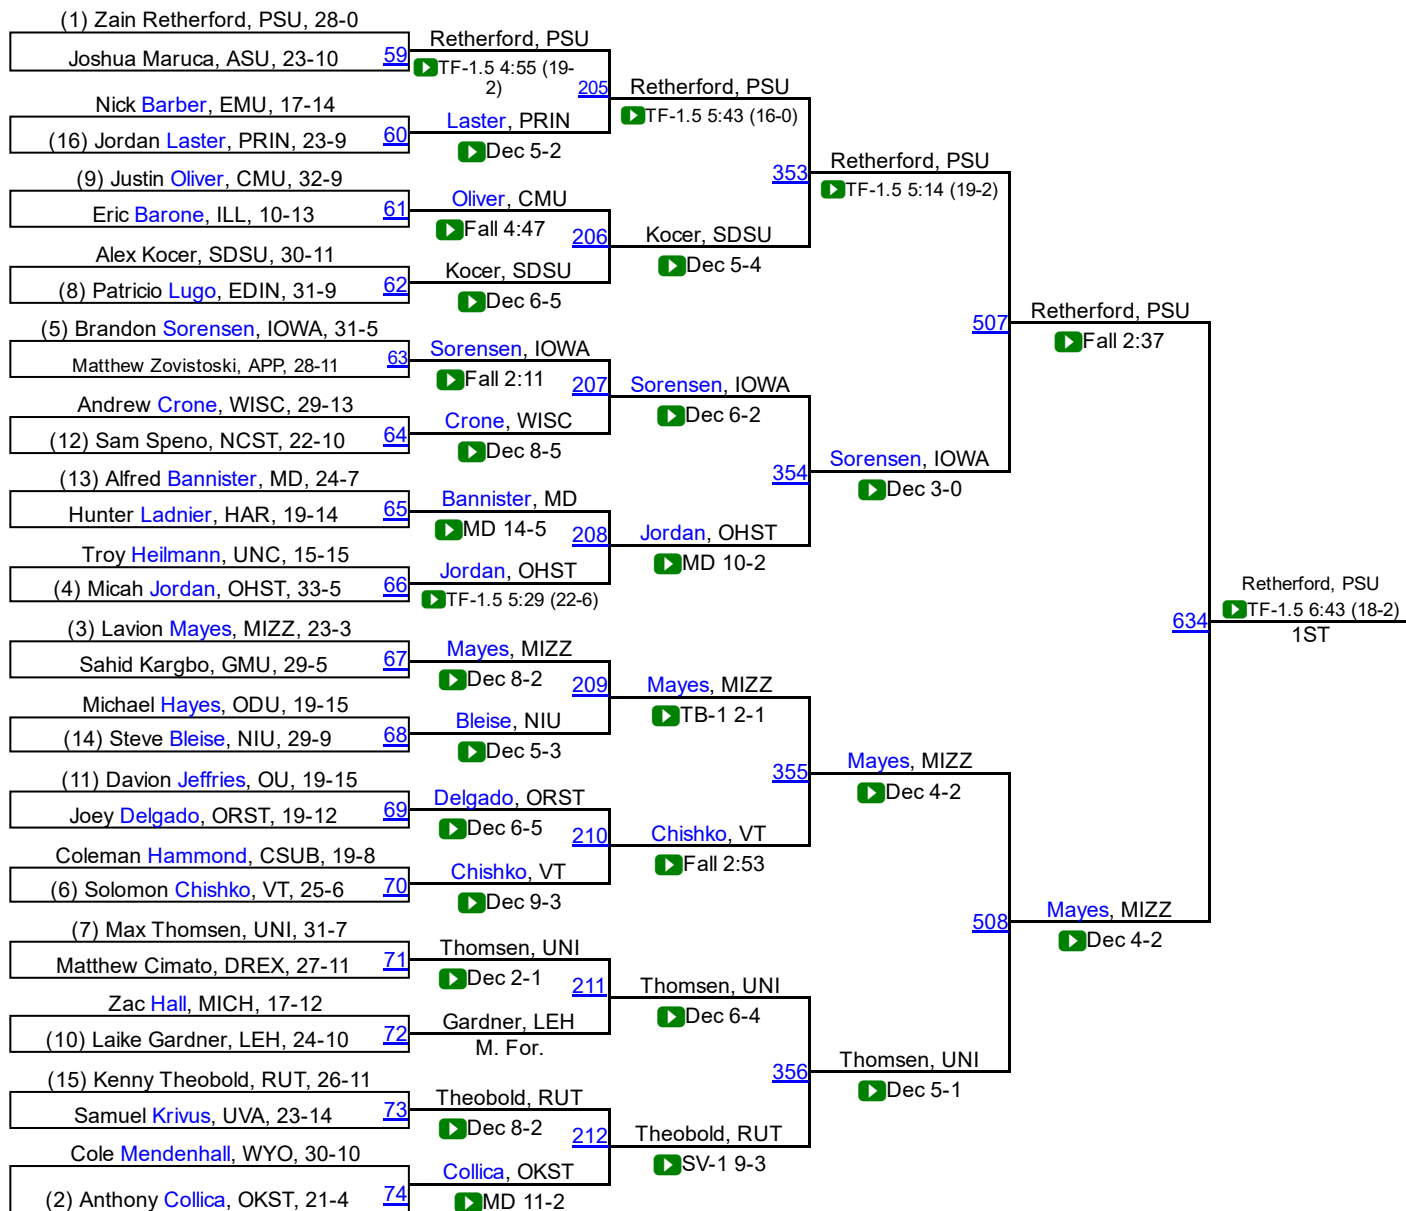 (1) Zain Retherford, PSU, 28-0
Joshua Maruca, ASU, 23-10
59
Nick Barber, EMU, 17-14
(16) Jordan Laster, PRIN, 23-9
60
(9) Justin Oliver, CMU, 32-9
Eric Barone, ILL, 10-13
61
Alex Kocer, SDSU, 30-11
(8) Patricio Lugo, EDIN, 31-9
62
(5) Brandon Sorensen, IOWA, 31-5
Matthew Zovistoski, APP, 28-11
63
Andrew Crone, WISC, 29-13
(12) Sam Speno, NCST, 22-10
64
(13) Alfred Bannister, MD, 24-7
Hunter Ladnier, HAR, 19-14
65
Troy Heilmann, UNC, 15-15
(4) Micah Jordan, OHST, 33-5
66
(3) Lavion Mayes, MIZZ, 23-3
Sahid Kargbo, GMU, 29-5
67
Michael Hayes, ODU, 19-15
(14) Steve Bleise, NIU, 29-9
68
(11) Davion Jeffries, OU, 19-15
Joey Delgado, ORST, 19-12
69
Coleman Hammond, CSUB, 19-8
(6) Solomon Chishko, VT, 25-6
70
(7) Max Thomsen, UNI, 31-7
Matthew Cimato, DREX, 27-11
71
Zac Hall, MICH, 17-12
(10) Laike Gardner, LEH, 24-10
72
(15) Kenny Theobold, RUT, 26-11
Samuel Krivus, UVA, 23-14
73
Cole Mendenhall, WYO, 30-10
(2) Anthony Collica, OKST, 21-4
74
Retherford, PSU
TF-1.5 4:55 (19-
2)
205
Laster, PRIN
Dec 5-2
Oliver, CMU
Fall 4:47
206
Kocer, SDSU
Dec 6-5
Sorensen, IOWA
Fall 2:11
207
Crone, WISC
Dec 8-5
Bannister, MD
MD 14-5
208
Jordan, OHST
TF-1.5 5:29 (22-6)
Mayes, MIZZ
Dec 8-2
209
Bleise, NIU
Dec 5-3
Delgado, ORST
Dec 6-5
210
Chishko, VT
Dec 9-3
Thomsen, UNI
Dec 2-1
211
Gardner, LEH
M. For.
Theobold, RUT
Dec 8-2
212
Collica, OKST
MD 11-2
Retherford, PSU
TF-1.5 5:43 (16-0)
353
Kocer, SDSU
Dec 5-4
Sorensen, IOWA
Dec 6-2
354
Jordan, OHST
MD 10-2
Mayes, MIZZ
TB-1 2-1
355
Chishko, VT
Fall 2:53
Thomsen, UNI
Dec 6-4
356
Theobold, RUT
SV-1 9-3
Retherford, PSU
TF-1.5 5:14 (19-2)
507
Sorensen, IOWA
Dec 3-0
Mayes, MIZZ
Dec 4-2
508
Thomsen, UNI
Dec 5-1
Retherford, PSU
Fall 2:37
634
Mayes, MIZZ
Dec 4-2
Retherford, PSU
TF-1.5 6:43 (18-2)
1ST